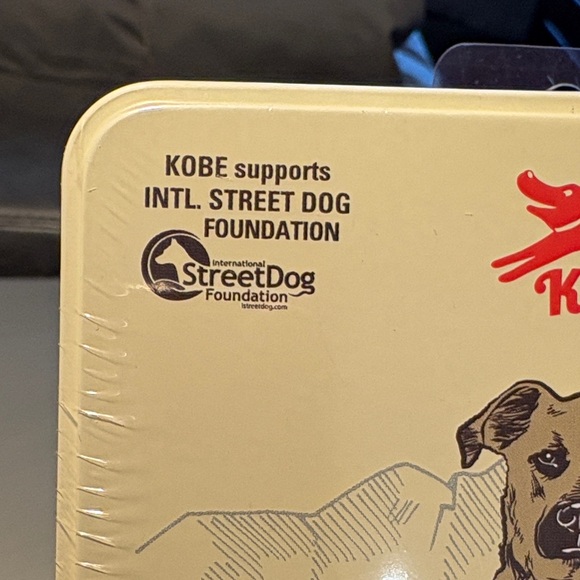 KOBE supports
INTL. STREET DOG
FOUNDATION
International
StreetDog
Foundation
istreetdog.com
K